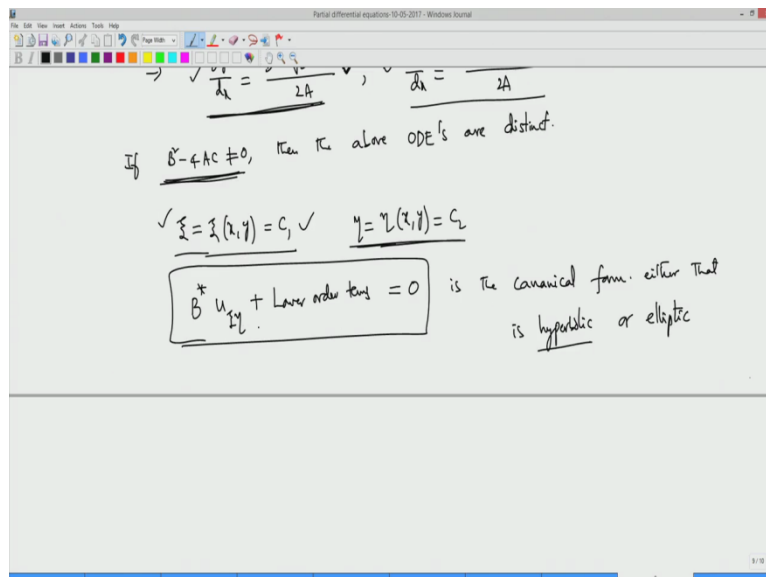 Partial differential equations-10-05-2017 - Windows Journal
File Edit View Insert Actions Tools Help
Page Width
B I
→ ✓ = , =
dx 2A dx 2A
If B²-4AC ≠0, then the above ODE's are distinct.
✓ ξ = ξ(x,y) = C₁ ✓ η = η(x,y) = C₂
B* u_ξη + Lower order terms = 0 is the canonical form. either that
is hyperbolic or elliptic
9/10